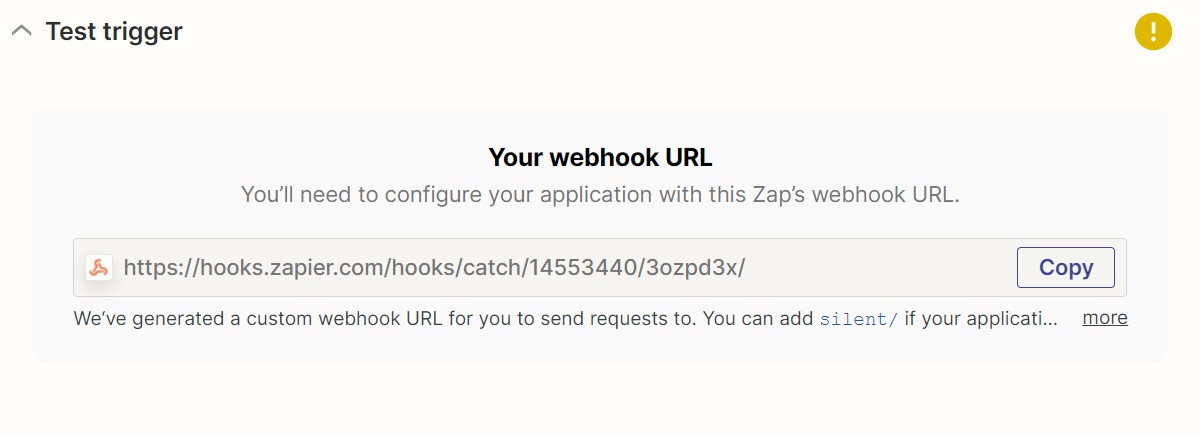 Test trigger
Your webhook URL
You’ll need to configure your application with this Zap’s webhook URL.
https://hooks.zapier.com/hooks/catch/14553440/3ozpd3x/
Copy
We‘ve generated a custom webhook URL for you to send requests to. You can add silent/ if your applicati... more